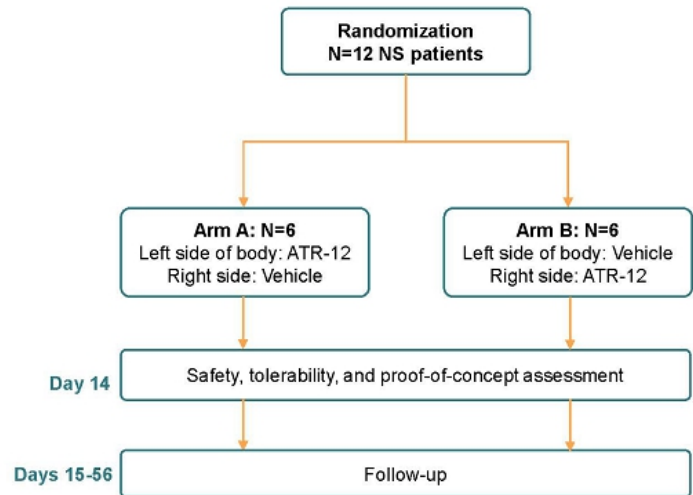 Randomization
N=12 NS patients
Arm A: N=6
Left side of body: ATR-12
Right side: Vehicle
Arm B: N=6
Left side of body: Vehicle
Right side: ATR-12
Day 14
Safety, tolerability, and proof-of-concept assessment
Days 15-56
Follow-up